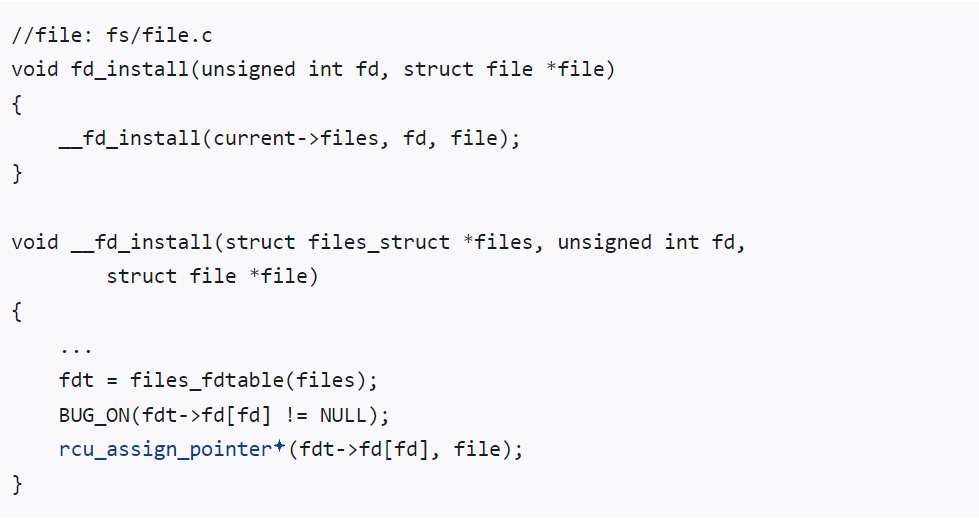 //file: fs/file.c
void fd_install(unsigned int fd, struct file *file)
{
    __fd_install(current->files, fd, file);
}

void __fd_install(struct files_struct *files, unsigned int fd,
        struct file *file)
{
    ...
    fdt = files_fdtable(files);
    BUG_ON(fdt->fd[fd] != NULL);
    rcu_assign_pointer✦(fdt->fd[fd], file);
}